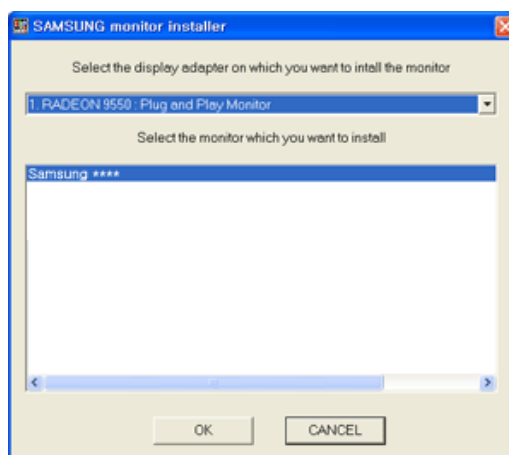 SAMSUNG monitor installer
Select the display adapter on which you want to intall the monitor
1. RADEON 9550 : Plug and Play Monitor
Select the monitor which you want to install
Samsung ****
OK
CANCEL